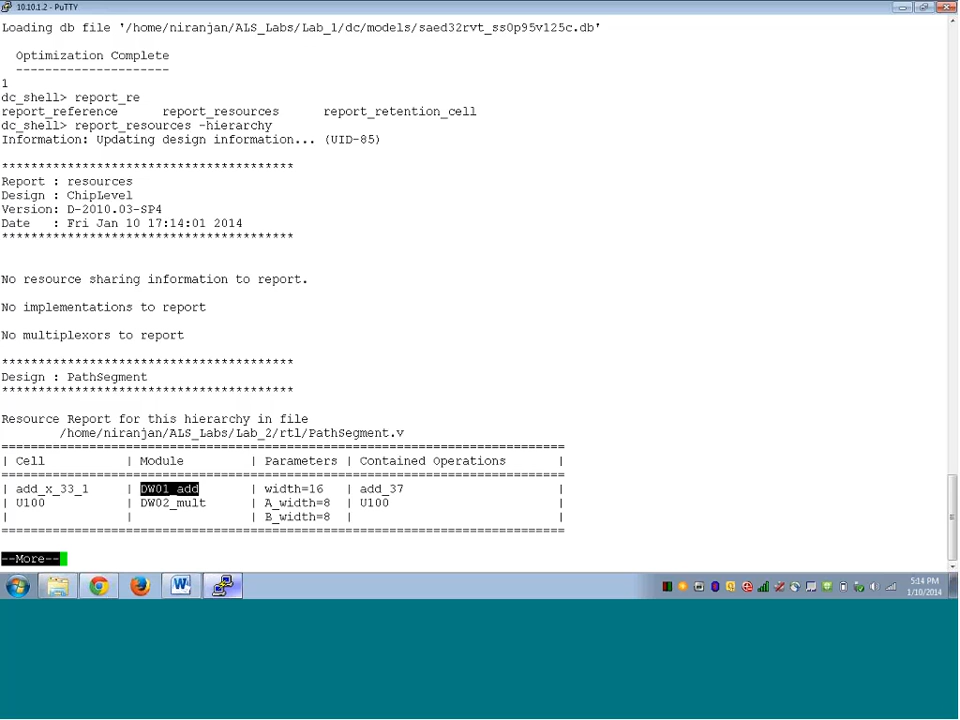 10.10.1.2 - PuTTY
Loading db file '/home/niranjan/ALS_Labs/Lab_1/dc/models/saed32rvt_ss0p95v125c.db'
Optimization Complete
---------------------
1
dc_shell> report_re
report_reference report_resources report_retention_cell
dc_shell> report_resources -hierarchy
Information: Updating design information... (UID-85)
****************************************
Report : resources
Design : ChipLevel
Version: D-2010.03-SP4
Date : Fri Jan 10 17:14:01 2014
****************************************
No resource sharing information to report.
No implementations to report
No multiplexors to report
****************************************
Design : PathSegment
****************************************
Resource Report for this hierarchy in file
/home/niranjan/ALS_Labs/Lab_2/rtl/PathSegment.v
=============================================================================
| Cell | Module | Parameters | Contained Operations |
=============================================================================
| add_x_33_1 | DW01_add | width=16 | add_37 |
| U100 | DW02_mult | A_width=8 | U100 |
| | | B_width=8 | |
=============================================================================
--More--
5:14 PM
1/10/2014